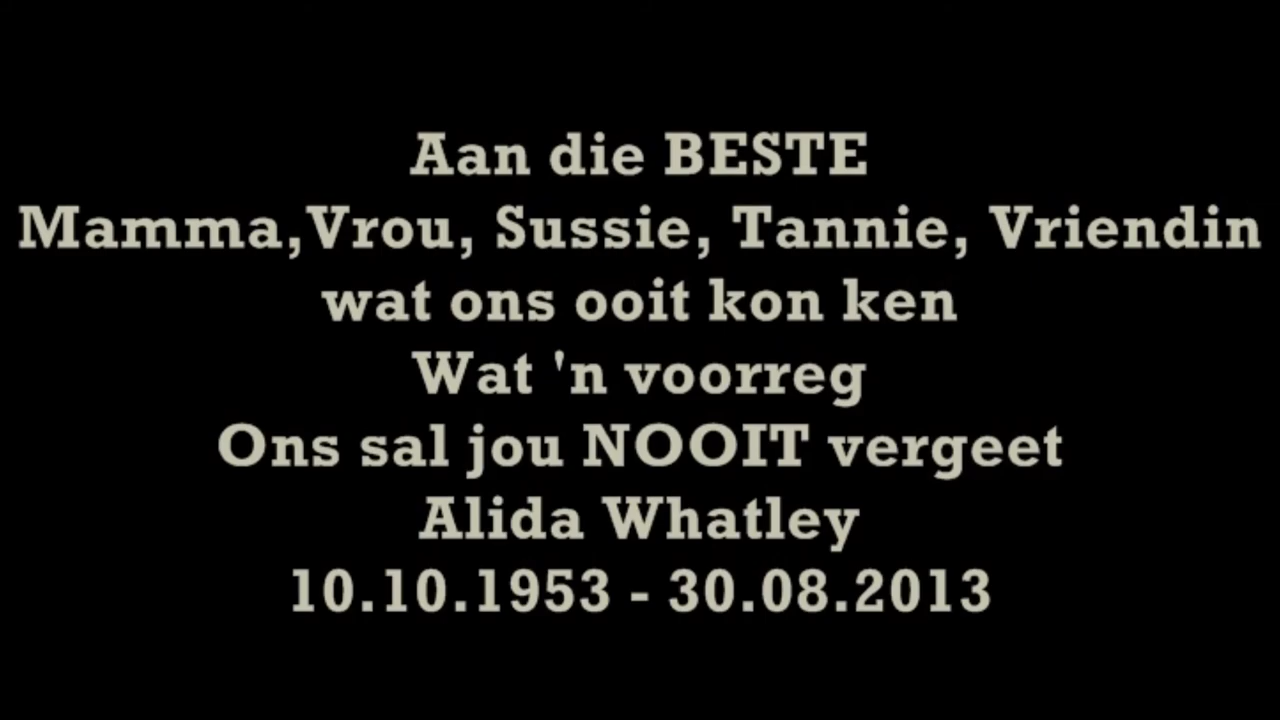 Aan die BESTE
Mamma,Vrou, Sussie, Tannie, Vriendin
wat ons ooit kon ken
Wat 'n voorreg
Ons sal jou NOOIT vergeet
Alida Whatley
10.10.1953 - 30.08.2013